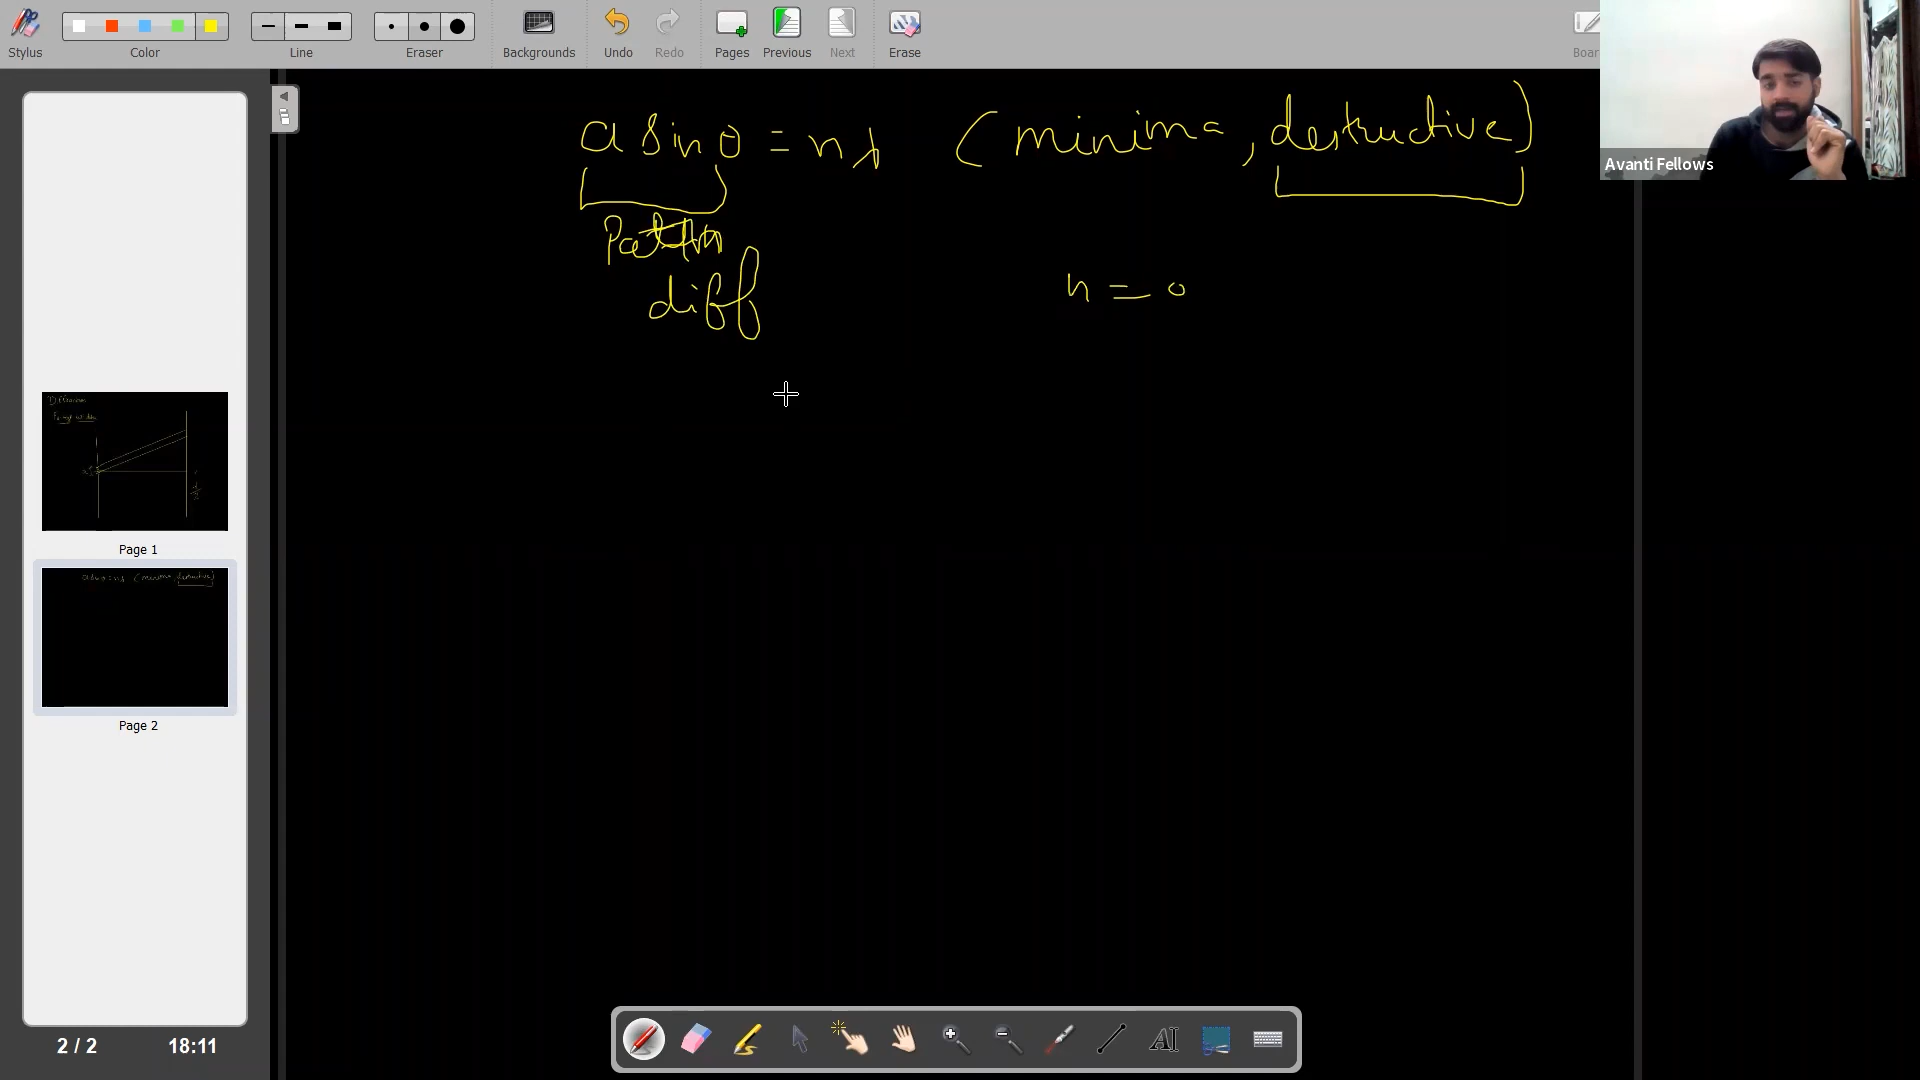 Stylus
Color
Line
Eraser
Backgrounds
Undo
Redo
Pages
Previous
Next
Erase
Boar
Avanti Fellows
a sin θ = nλ (minima, destructive)
Path
diff
n = 0
Page 1
Page 2
2 / 2 18:11